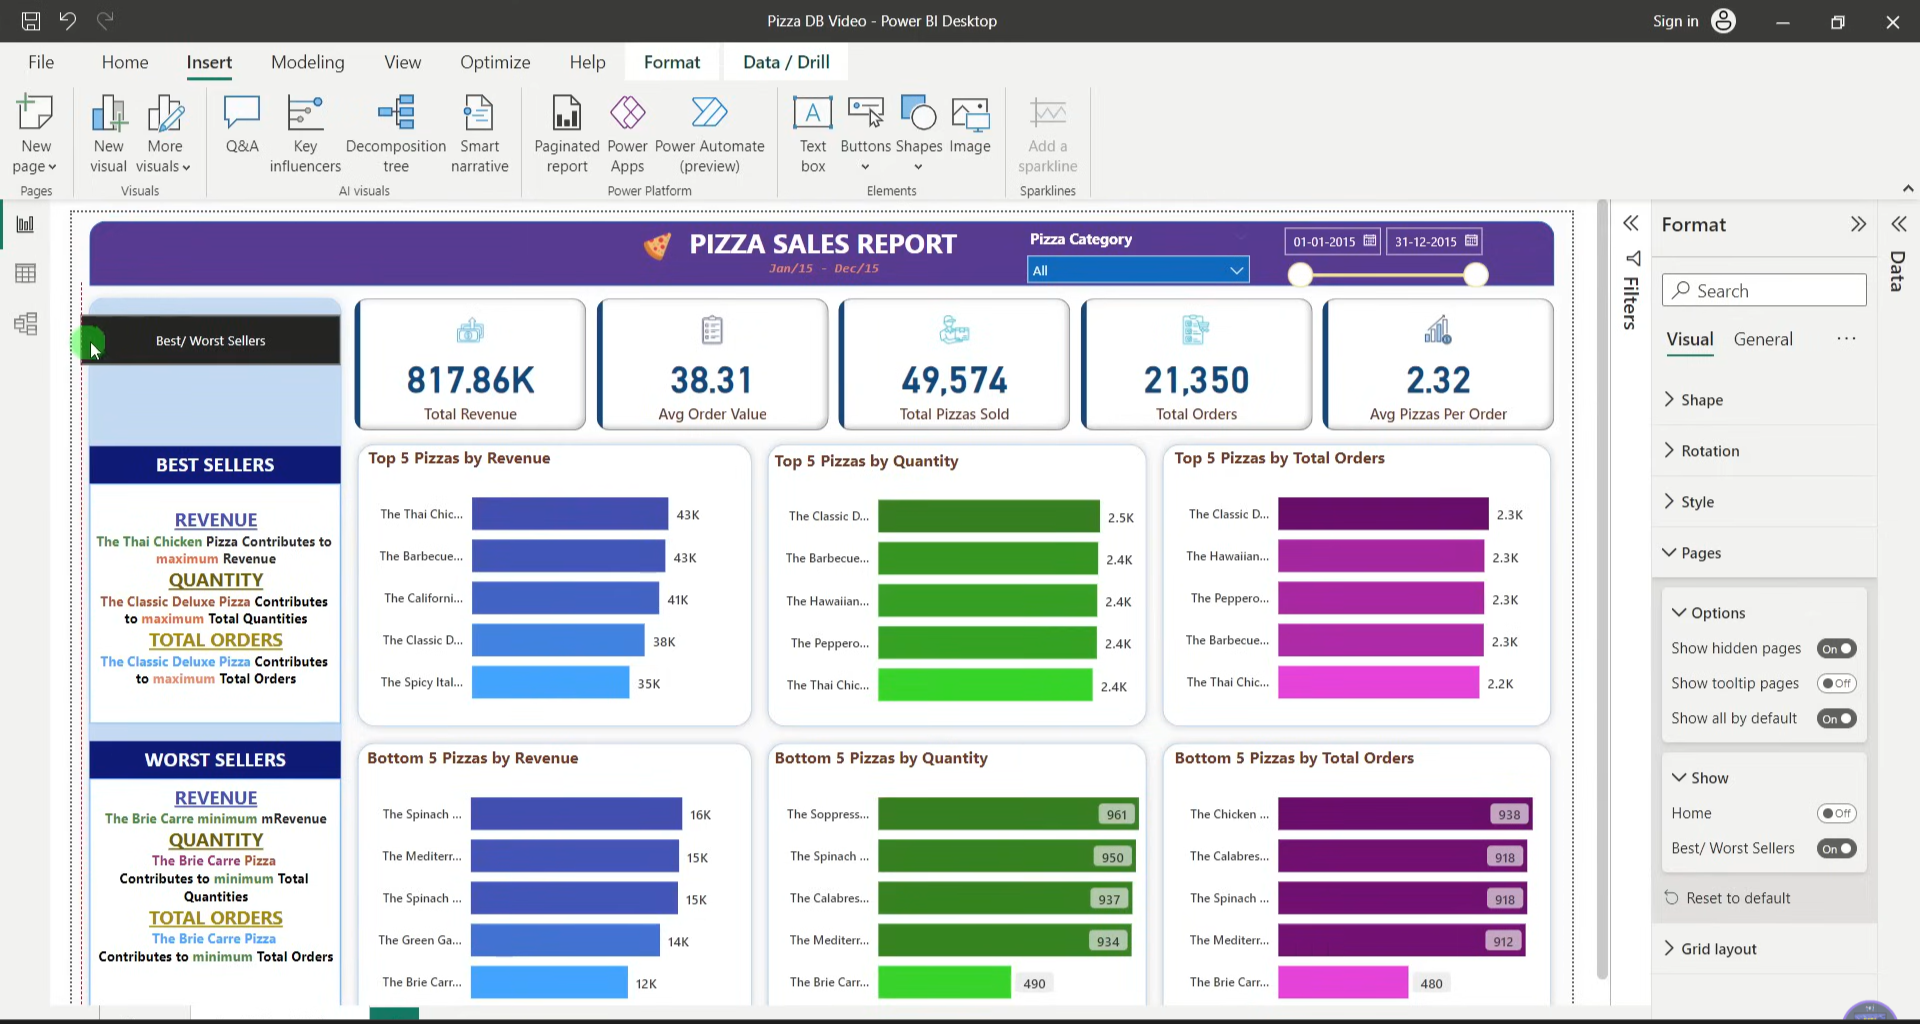 Pizza DB Video - Power BI Desktop
Sign in
File
Home
Insert
Modeling
View
Optimize
Help
Format
Data / Drill
New page
New visual
More visuals
Q&A
Key influencers
Decomposition tree
Smart narrative
Paginated report
Power Apps
Power Automate (preview)
Text box
Buttons
Shapes
Image
Add a sparkline
Pages
Visuals
AI visuals
Power Platform
Elements
Sparklines
PIZZA SALES REPORT
Jan/15 - Dec/15
Pizza Category
All
01-01-2015
31-12-2015
Best/ Worst Sellers
817.86K
Total Revenue
38.31
Avg Order Value
49,574
Total Pizzas Sold
21,350
Total Orders
2.32
Avg Pizzas Per Order
BEST SELLERS
REVENUE
The Thai Chicken Pizza Contributes to
maximum Revenue
QUANTITY
The Classic Deluxe Pizza Contributes
to maximum Total Quantities
TOTAL ORDERS
The Classic Deluxe Pizza Contributes
to maximum Total Orders
WORST SELLERS
REVENUE
The Brie Carre minimum mRevenue
QUANTITY
The Brie Carre Pizza
Contributes to minimum Total
Quantities
TOTAL ORDERS
The Brie Carre Pizza
Contributes to minimum Total Orders
Top 5 Pizzas by Revenue
The Thai Chic... 43K
The Barbecue... 43K
The Californi... 41K
The Classic D... 38K
The Spicy Ital... 35K
Top 5 Pizzas by Quantity
The Classic D... 2.5K
The Barbecue... 2.4K
The Hawaiian... 2.4K
The Peppero... 2.4K
The Thai Chic... 2.4K
Top 5 Pizzas by Total Orders
The Classic D... 2.3K
The Hawaiian... 2.3K
The Peppero... 2.3K
The Barbecue... 2.3K
The Thai Chic... 2.2K
Bottom 5 Pizzas by Revenue
The Spinach ... 16K
The Mediterr... 15K
The Spinach ... 15K
The Green Ga... 14K
The Brie Carr... 12K
Bottom 5 Pizzas by Quantity
The Soppress... 961
The Spinach ... 950
The Calabres... 937
The Mediterr... 934
The Brie Carr... 490
Bottom 5 Pizzas by Total Orders
The Chicken ... 938
The Calabres... 918
The Spinach ... 918
The Mediterr... 912
The Brie Carr... 480
Filters
Format
Search
Visual
General
...
Shape
Rotation
Style
Pages
Options
Show hidden pages On
Show tooltip pages Off
Show all by default On
Show
Home Off
Best/ Worst Sellers On
Reset to default
Grid layout
Data